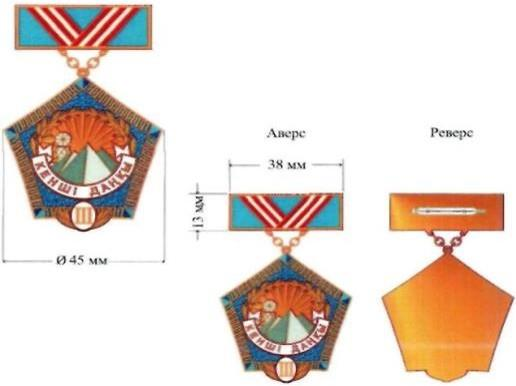 КЕНШІ ДАҢҚЫ
III
Аверс
Реверс
38 мм
13 мм
Ø 45 мм
КЕНШІ ДАҢҚЫ
III